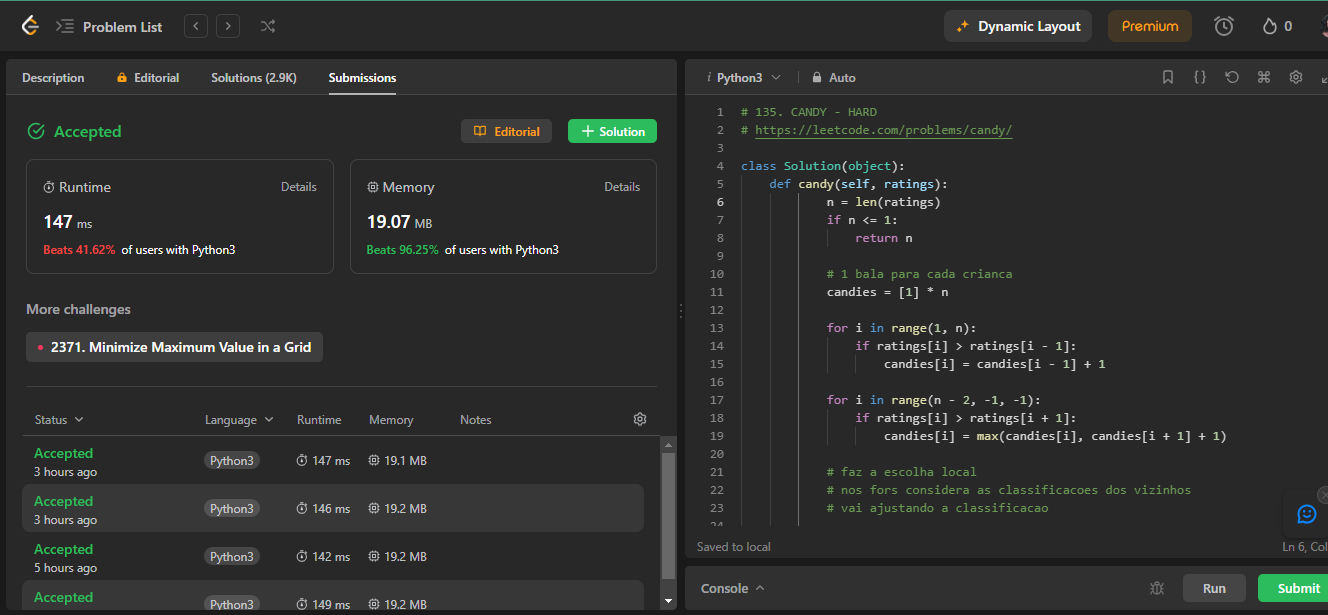 Problem List
Dynamic Layout
Premium
0
Description
Editorial
Solutions (2.9K)
Submissions
Accepted
Editorial
+ Solution
Runtime
Details
147 ms
Beats 41.62% of users with Python3
Memory
Details
19.07 MB
Beats 96.25% of users with Python3
More challenges
2371. Minimize Maximum Value in a Grid
Status
Language
Runtime
Memory
Notes
Accepted
3 hours ago
Python3
147 ms
19.1 MB
Accepted
3 hours ago
Python3
146 ms
19.2 MB
Accepted
5 hours ago
Python3
142 ms
19.2 MB
Accepted
Python3
149 ms
19.2 MB
i Python3
Auto
1 # 135. CANDY - HARD
2 # https://leetcode.com/problems/candy/
3
4 class Solution(object):
5 def candy(self, ratings):
6 n = len(ratings)
7 if n <= 1:
8 return n
9
10 # 1 bala para cada crianca
11 candies = [1] * n
12
13 for i in range(1, n):
14 if ratings[i] > ratings[i - 1]:
15 candies[i] = candies[i - 1] + 1
16
17 for i in range(n - 2, -1, -1):
18 if ratings[i] > ratings[i + 1]:
19 candies[i] = max(candies[i], candies[i + 1] + 1)
20
21 # faz a escolha local
22 # nos fors considera as classificacoes dos vizinhos
23 # vai ajustando a classificacao
24
Saved to local
Ln 6, Col
Console
Run
Submit